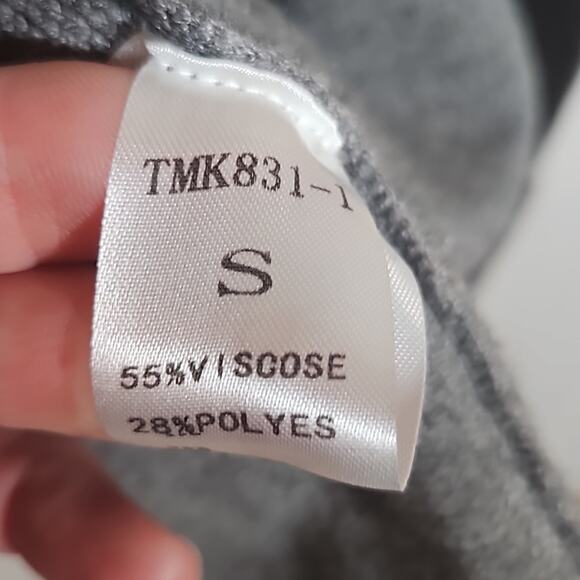 TMK831-1
S
55%VISCOSE
28%POLYES